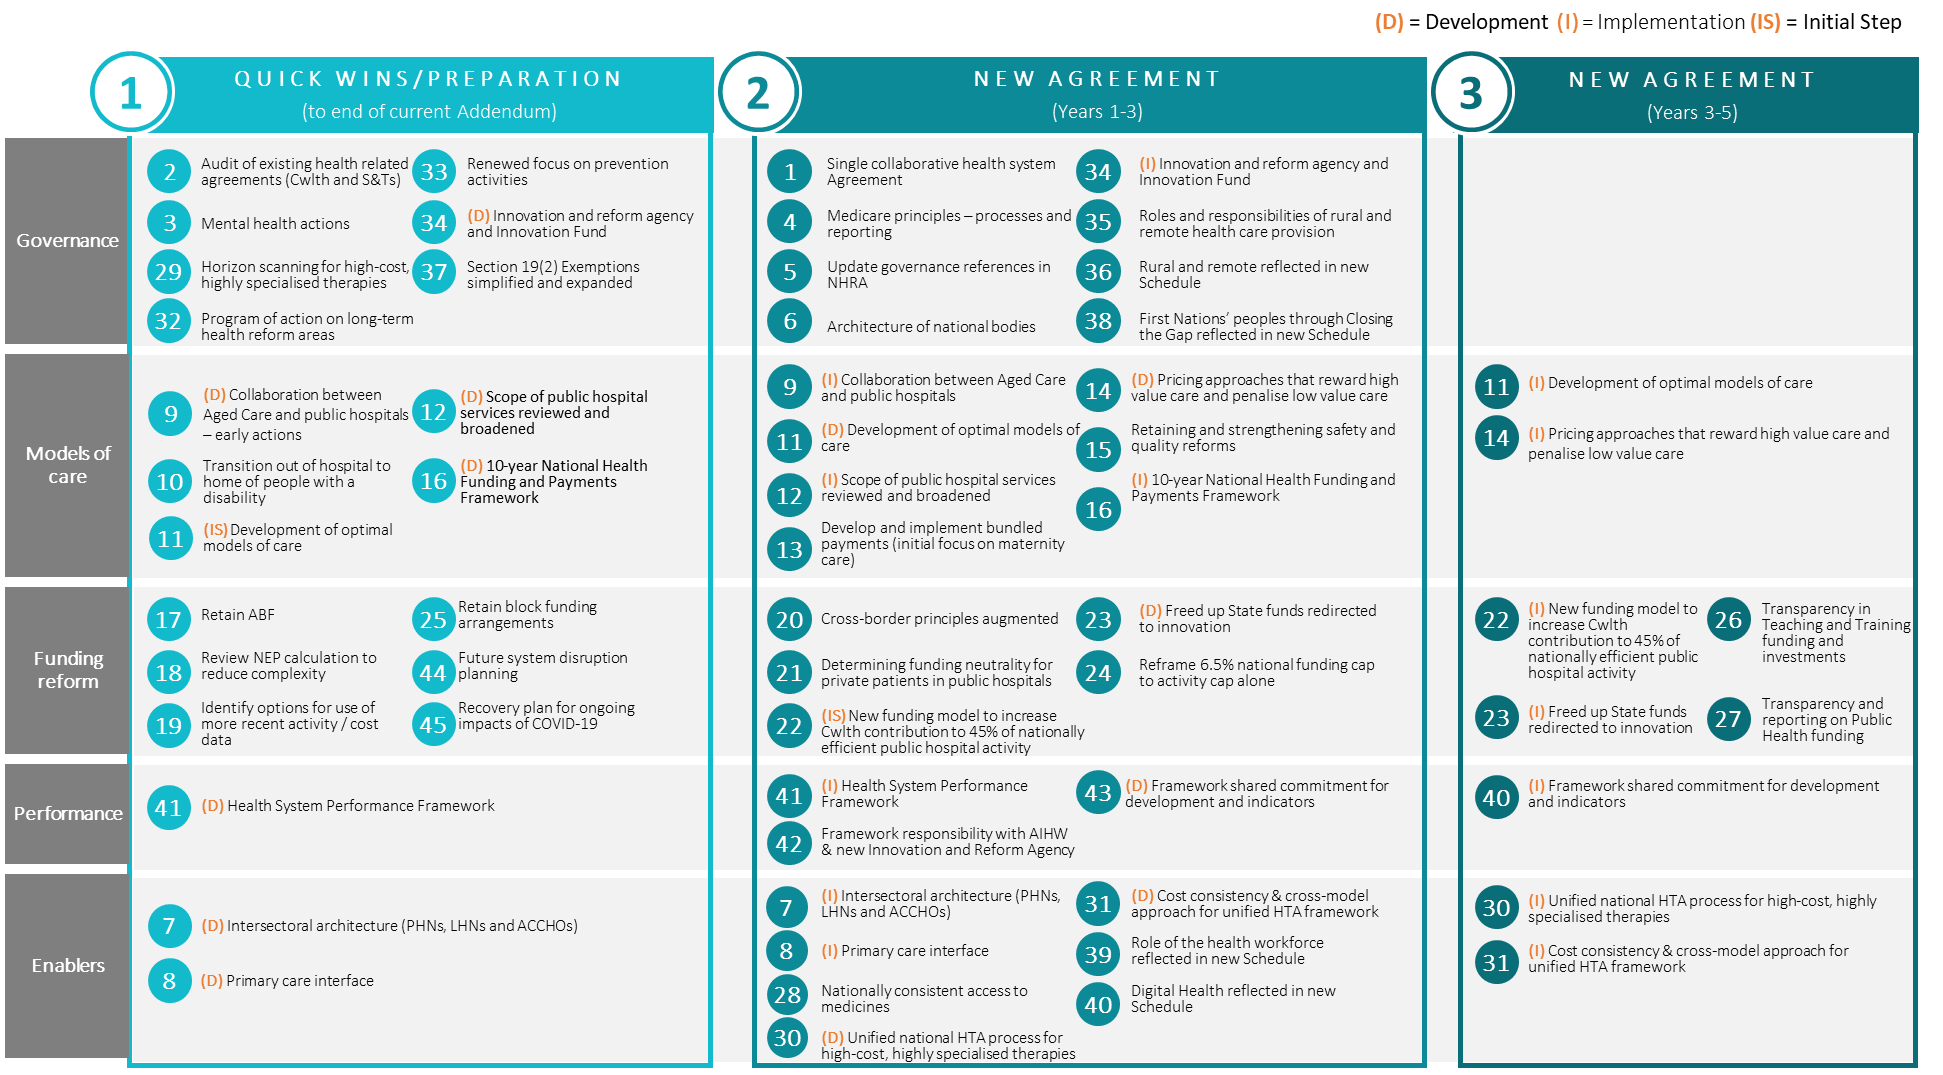 (D) = Development (I) = Implementation (IS) = Initial Step
1
QUICK WINS/PREPARATION
(to end of current Addendum)
2
NEW AGREEMENT
(Years 1-3)
3
NEW AGREEMENT
(Years 3-5)
Governance
2
Audit of existing health related
agreements (Cwlth and S&Ts)
3
Mental health actions
29
Horizon scanning for high-cost,
highly specialised therapies
32
Program of action on long-term
health reform areas
33
Renewed focus on prevention
activities
34
(D) Innovation and reform agency
and Innovation Fund
37
Section 19(2) Exemptions
simplified and expanded
1
Single collaborative health system
Agreement
4
Medicare principles – processes and
reporting
5
Update governance references in
NHRA
6
Architecture of national bodies
34
(I) Innovation and reform agency and
Innovation Fund
35
Roles and responsibilities of rural and
remote health care provision
36
Rural and remote reflected in new
Schedule
38
First Nations' peoples through Closing
the Gap reflected in new Schedule
Models of
care
9
(D) Collaboration between
Aged Care and public hospitals
– early actions
10
Transition out of hospital to
home of people with a
disability
11
(IS) Development of optimal
models of care
12
(D) Scope of public hospital
services reviewed and
broadened
16
(D) 10-year National Health
Funding and Payments
Framework
9
(I) Collaboration between Aged Care
and public hospitals
11
(D) Development of optimal models of
care
12
(I) Scope of public hospital services
reviewed and broadened
13
Develop and implement bundled
payments (initial focus on maternity
care)
14
(D) Pricing approaches that reward high
value care and penalise low value care
15
Retaining and strengthening safety and
quality reforms
16
(I) 10-year National Health Funding and
Payments Framework
11
(I) Development of optimal models of care
14
(I) Pricing approaches that reward high value care and
penalise low value care
Funding
reform
17
Retain ABF
18
Review NEP calculation to
reduce complexity
19
Identify options for use of
more recent activity / cost
data
25
Retain block funding
arrangements
44
Future system disruption
planning
45
Recovery plan for ongoing
impacts of COVID-19
20
Cross-border principles augmented
21
Determining funding neutrality for
private patients in public hospitals
22
(IS) New funding model to increase
Cwlth contribution to 45% of nationally
efficient public hospital activity
23
(D) Freed up State funds redirected
to innovation
24
Reframe 6.5% national funding cap
to activity cap alone
22
(I) New funding model to
increase Cwlth
contribution to 45% of
nationally efficient public
hospital activity
23
(I) Freed up State funds
redirected to innovation
26
Transparency in
Teaching and Training
funding and
investments
27
Transparency and
reporting on Public
Health funding
Performance
41
(D) Health System Performance Framework
41
(I) Health System Performance
Framework
42
Framework responsibility with AIHW
& new Innovation and Reform Agency
43
(D) Framework shared commitment for
development and indicators
40
(I) Framework shared commitment for development
and indicators
Enablers
7
(D) Intersectoral architecture (PHNs, LHNs and ACCHOs)
8
(D) Primary care interface
7
(I) Intersectoral architecture (PHNs,
LHNs and ACCHOs)
8
(I) Primary care interface
28
Nationally consistent access to
medicines
30
(D) Unified national HTA process for
high-cost, highly specialised therapies
31
(D) Cost consistency & cross-model
approach for unified HTA framework
39
Role of the health workforce
reflected in new Schedule
40
Digital Health reflected in new
Schedule
30
(I) Unified national HTA process for high-cost, highly
specialised therapies
31
(I) Cost consistency & cross-model approach for
unified HTA framework